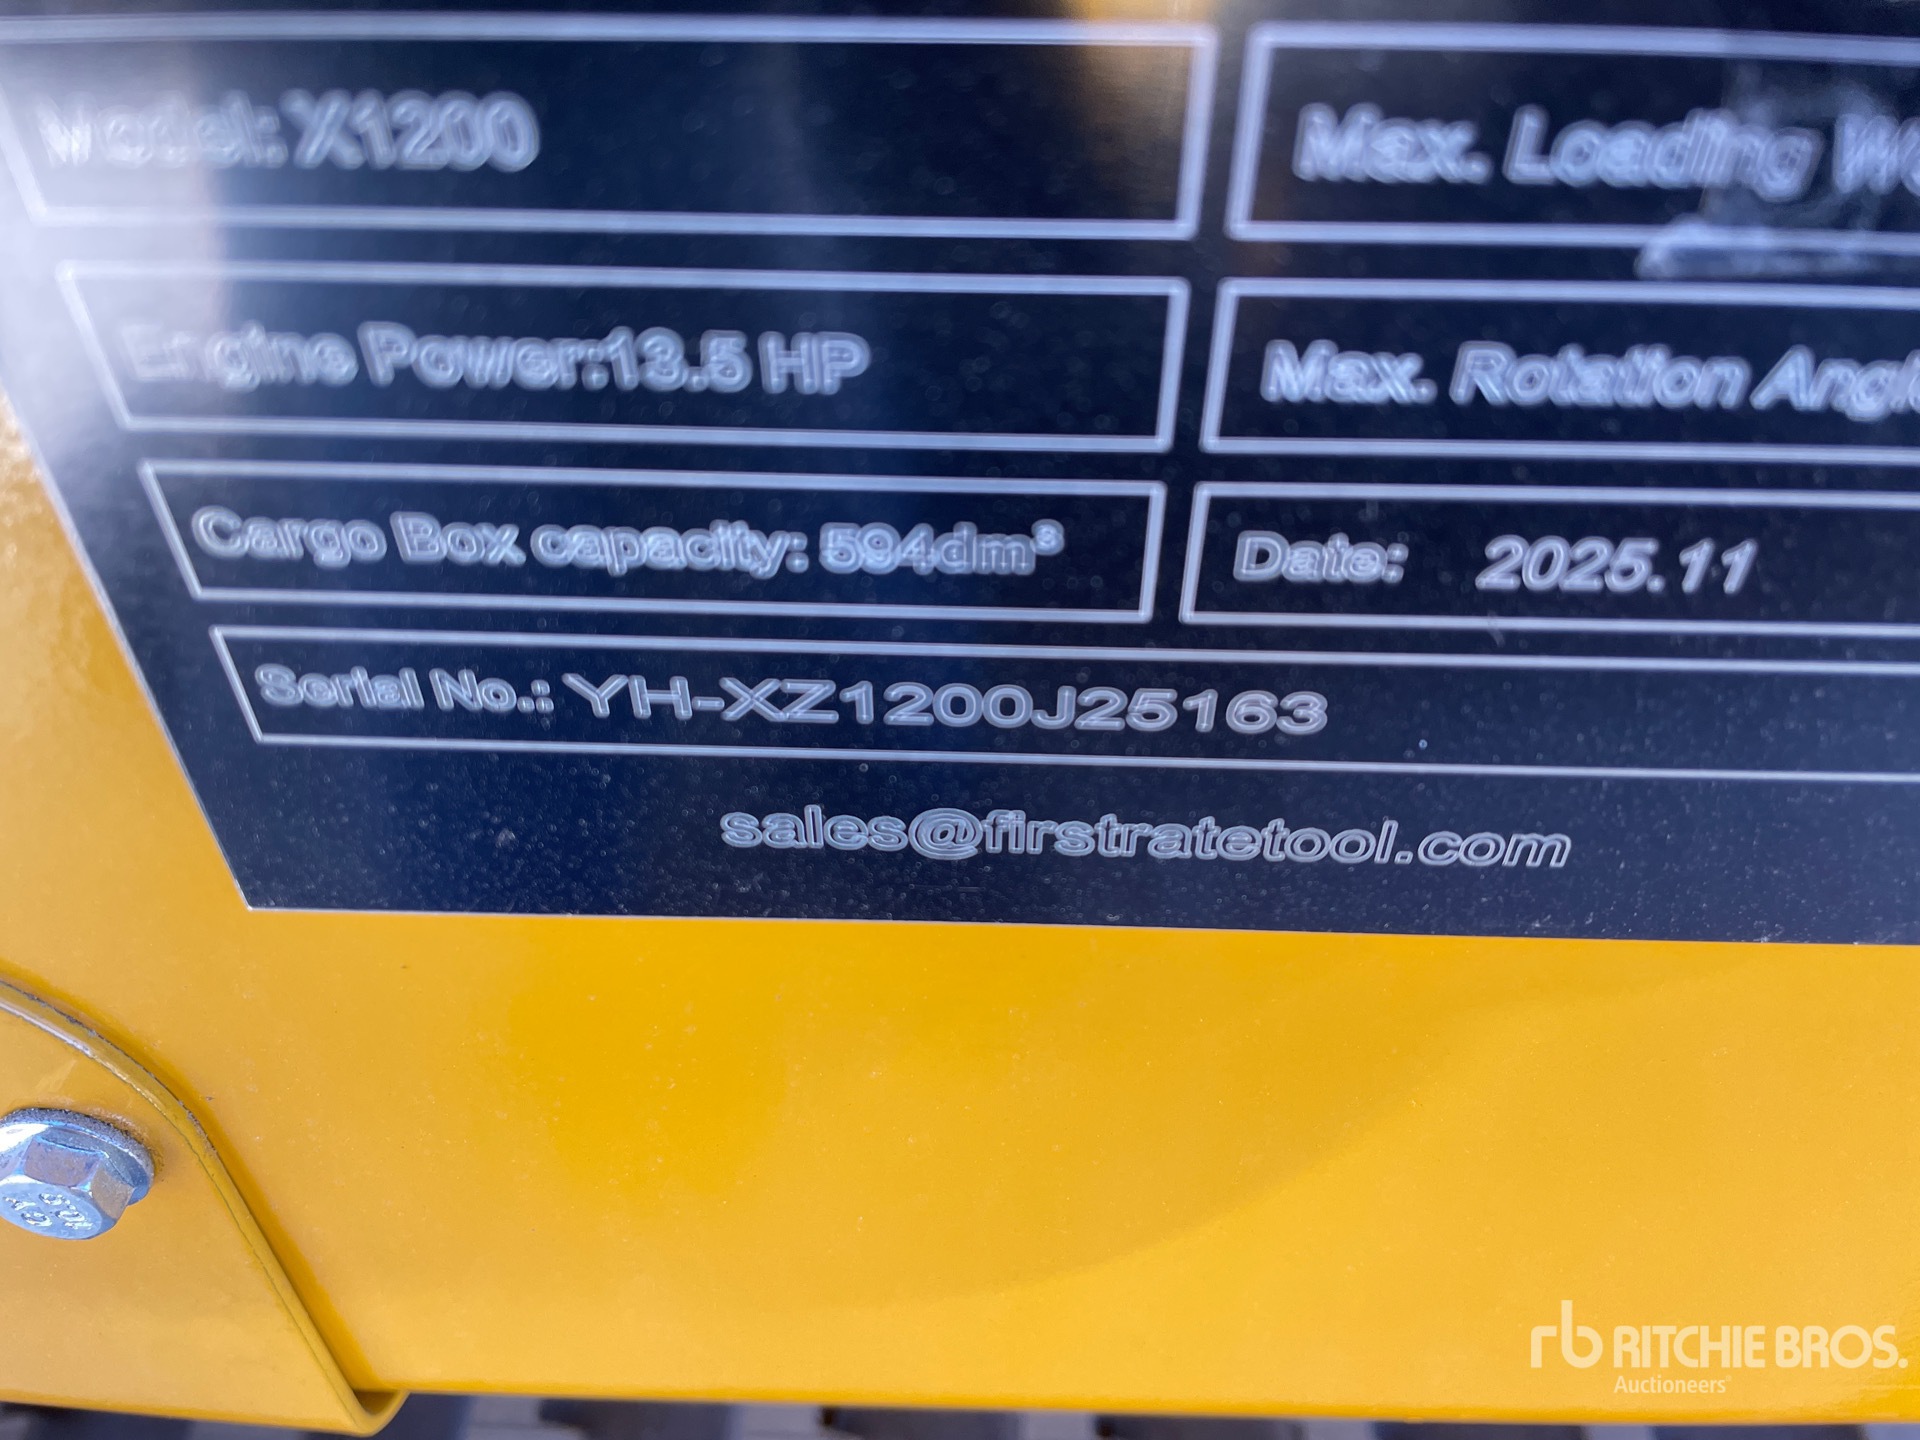 Model: X1200
Max. Loading
Engine Power:13.5 HP
Max. Rotation
Cargo Box capacity: 594dm³
Date: 2025.11
Serial No.: YH-XZ1200J25163
sales@firstratetool.com
rb RITCHIE BROS.
Auctioneers